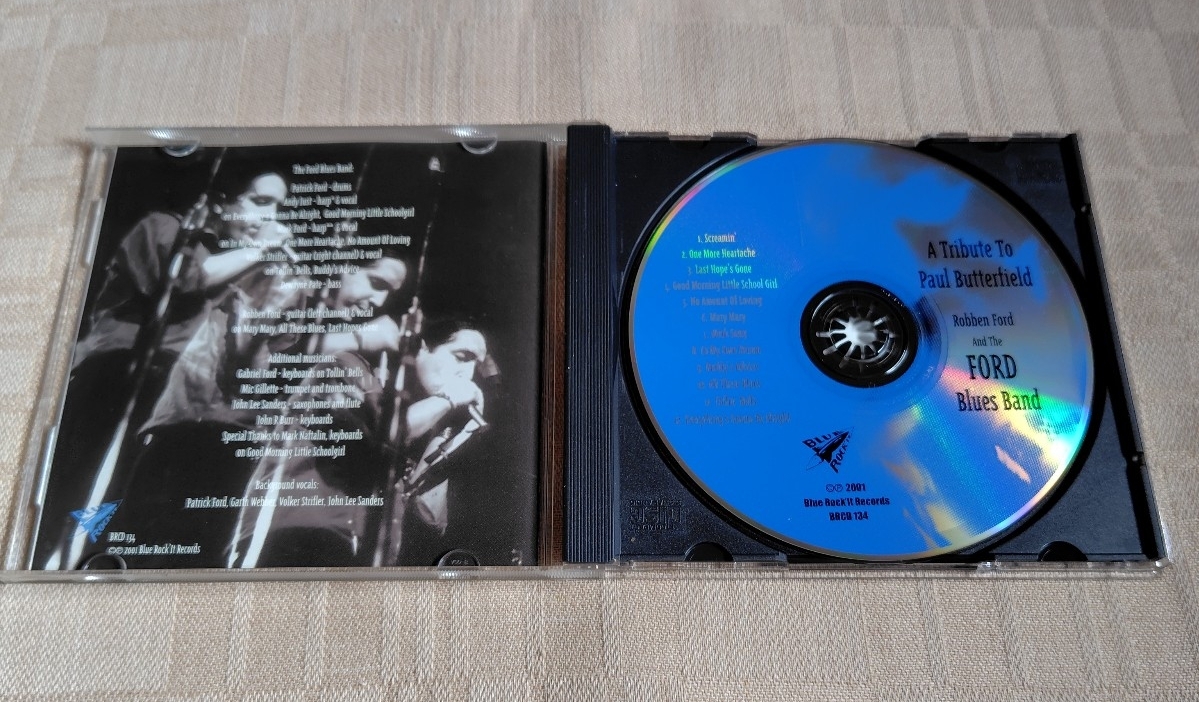 The Ford Blues Band:
Patrick Ford - drums
Andy Just - harp* & vocal
on Everything's Gonna Be Alright, Good Morning Little Schoolgirl
Ford - harp** & vocal
on In My Own Dream, One More Heartache, No Amount Of Loving
Volker Strifler - guitar (right channel) & vocal
on Tollin' Bells, Buddy's Advice
Dewayne Pate - bass
Robben Ford - guitar (left channel) & vocal
on Mary Mary, All These Blues, Last Hopes Gone
Additional musicians:
Gabriel Ford - keyboards on Tollin' Bells
Mic Gillette - trumpet and trombone
John Lee Sanders - saxophones and flute
John R Burr - keyboards
Special Thanks to Mark Naftalin, keyboards
on Good Morning Little Schoolgirl
Background vocals:
Patrick Ford, Garth Webber, Volker Strifler, John Lee Sanders
BRCD 134
©℗ 2001 Blue Rock'It Records
1. Screamin'
2. One More Heartache
3. Last Hope's Gone
4. Good Morning Little School Girl
5. No Amount Of Loving
6. Mary Mary
A Tribute To
Paul Butterfield
Robben Ford
And The
FORD
Blues Band
BLUE
ROCK'IT
©℗ 2001
Blue Rock'It Records
BRCD 134